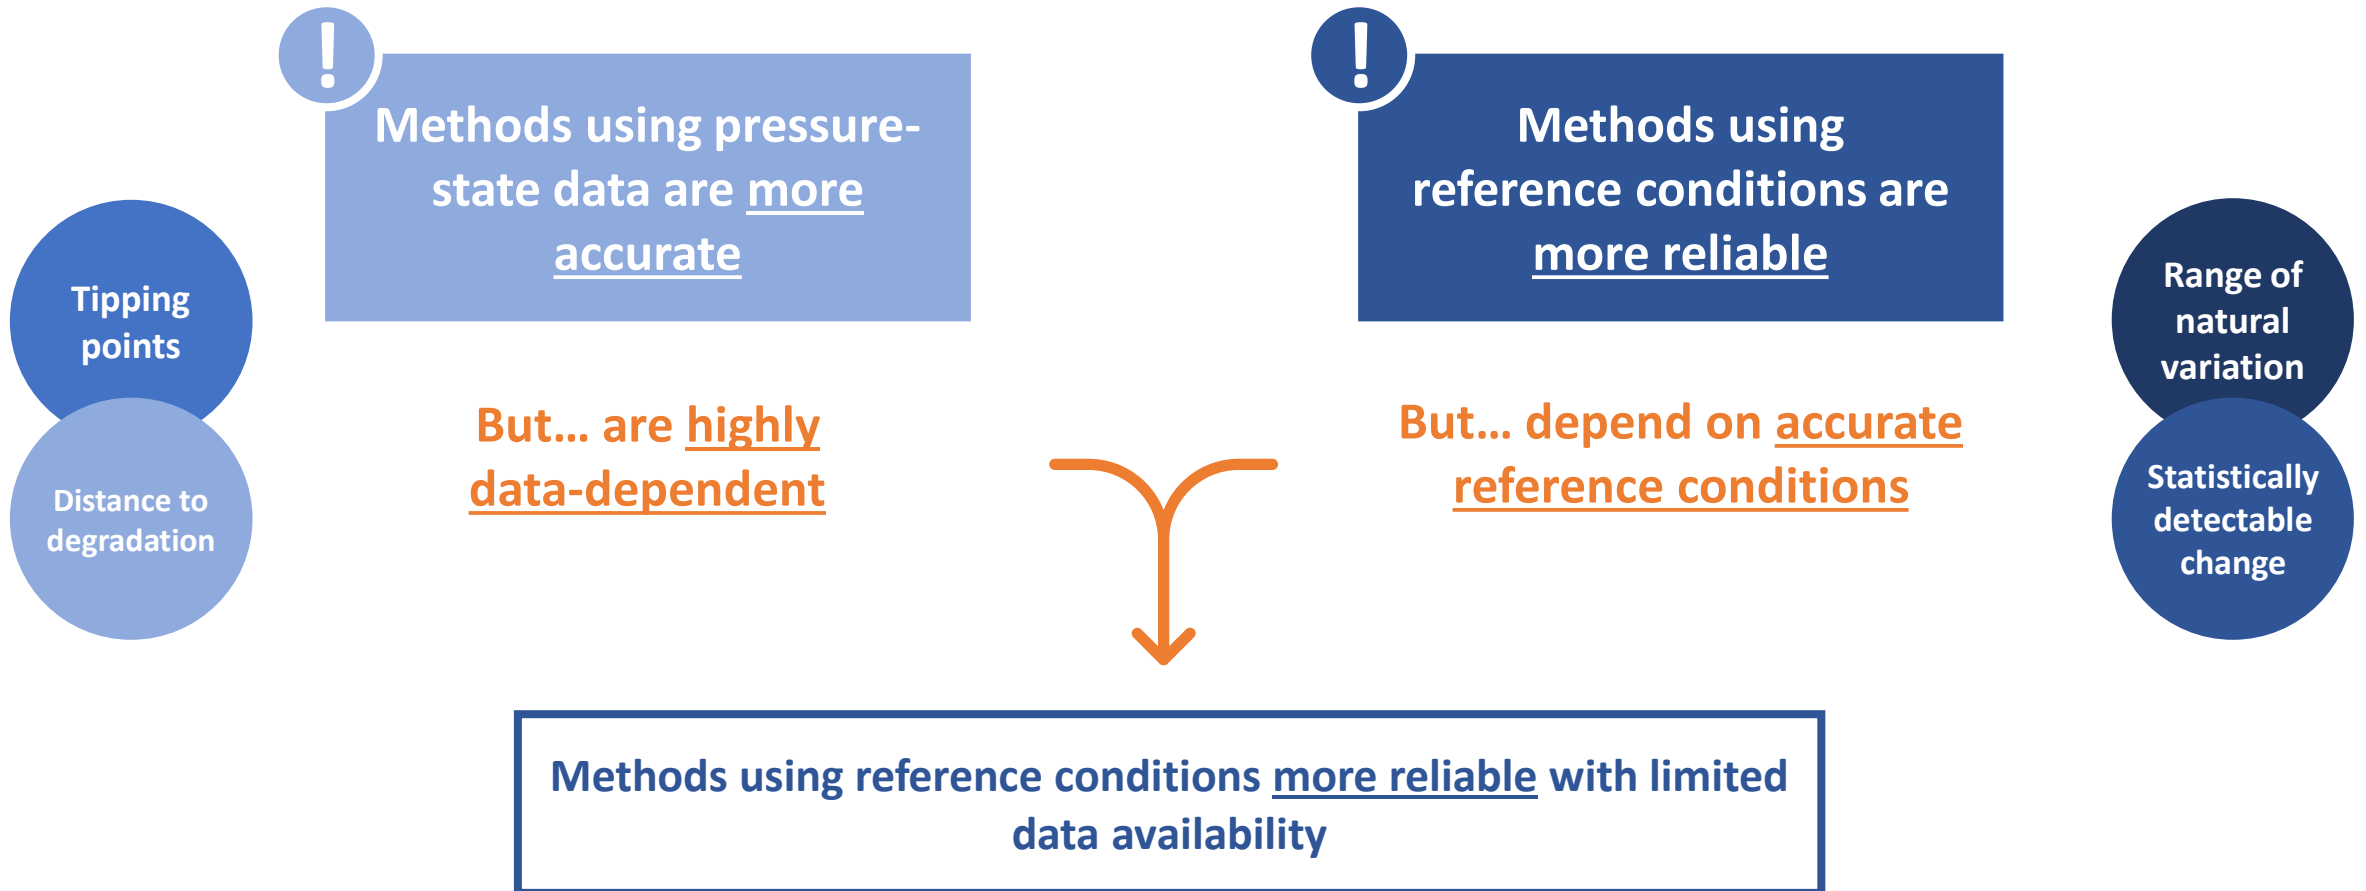 !
Methods using pressure-
state data are more
accurate
!
Methods using
reference conditions are
more reliable
Tipping
points
Distance to
degradation
But... are highly
data-dependent
But... depend on accurate
reference conditions
Range of
natural
variation
Statistically
detectable
change
Methods using reference conditions more reliable with limited
data availability